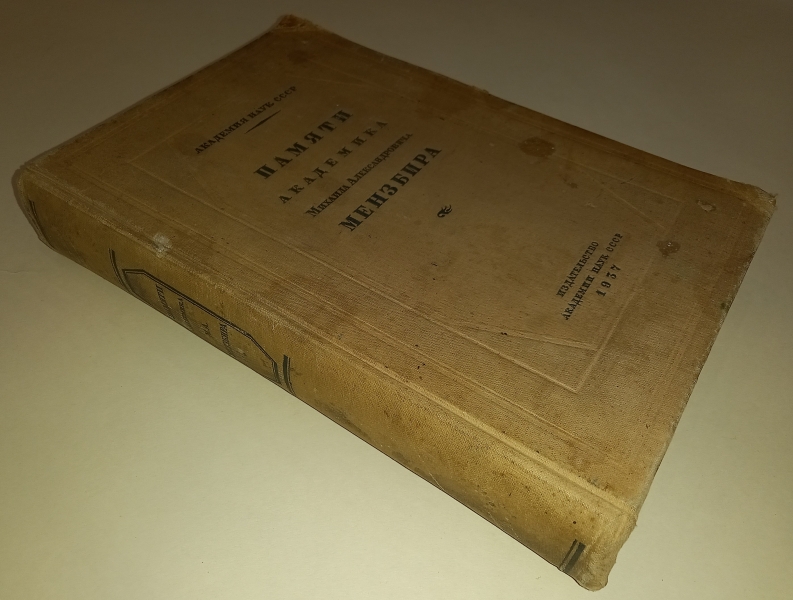 АКАДЕМИЯ НАУК СССР
ПАМЯТИ
АКАДЕМИКА
Михаила Александровича
МЕНЗБИРА
ИЗДАТЕЛЬСТВО
АКАДЕМИИ НАУК СССР
1937